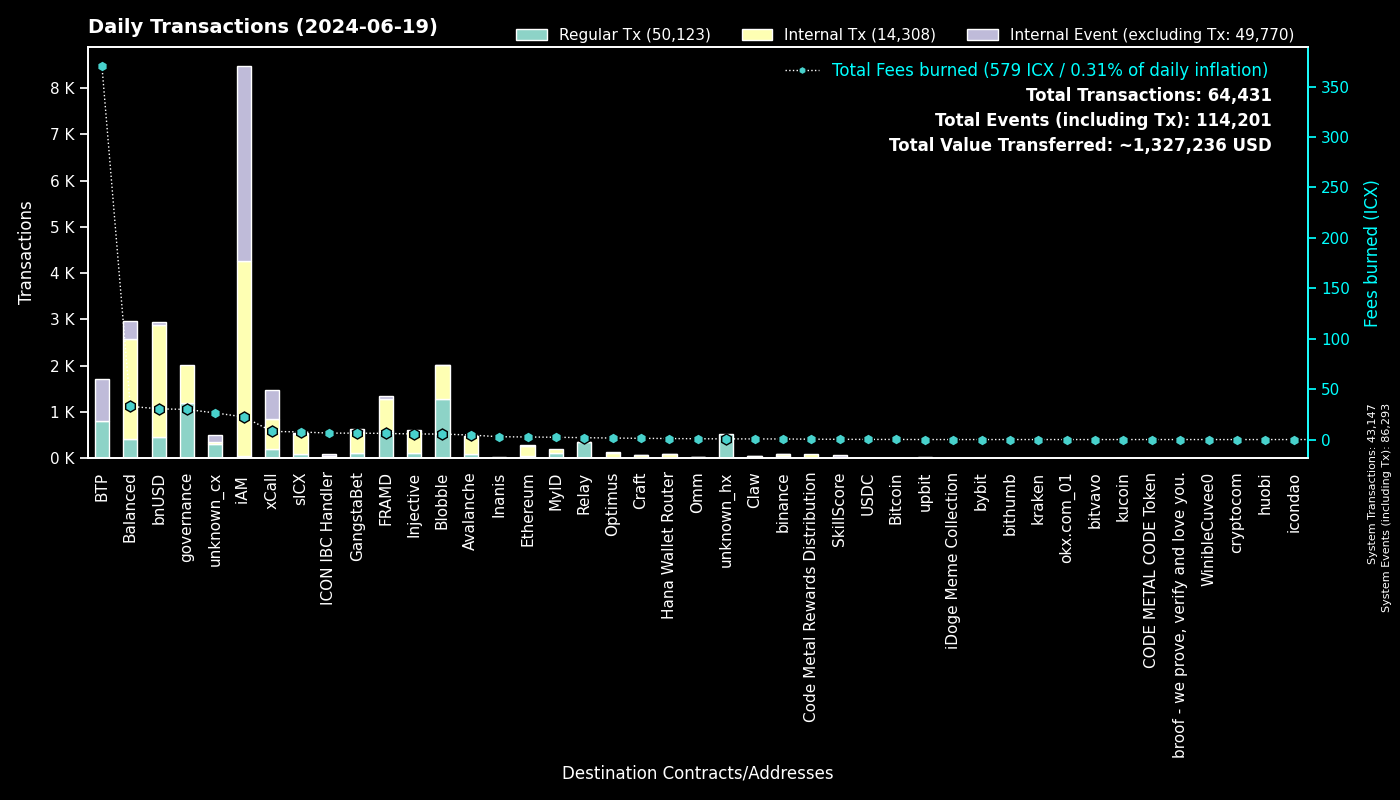 Daily Transactions (2024-06-19)
Regular Tx (50,123)
Internal Tx (14,308)
Internal Event (excluding Tx: 49,770)
Total Fees burned (579 ICX / 0.31% of daily inflation)
Total Transactions: 64,431
Total Events (including Tx): 114,201
Total Value Transferred: ~1,327,236 USD
Transactions
8 K
7 K
6 K
5 K
4 K
3 K
2 K
1 K
0 K
350
300
250
200
150
100
50
0
Fees burned (ICX)
System Transactions: 43,147
System Events (including Tx): 86,293
BTP
Balanced
bnUSD
governance
unknown_cx
iAM
xCall
sICX
ICON IBC Handler
GangstaBet
FRAMD
Injective
Blobble
Avalanche
Inanis
Ethereum
MyID
Relay
Optimus
Craft
Hana Wallet Router
Omm
unknown_hx
Claw
binance
Code Metal Rewards Distribution
SkillScore
USDC
Bitcoin
upbit
iDoge Meme Collection
bybit
bithumb
kraken
okx.com_01
bitvavo
kucoin
CODE METAL CODE Token
broof - we prove, verify and love you.
WinibleCuvee0
cryptocom
huobi
icondao
Destination Contracts/Addresses